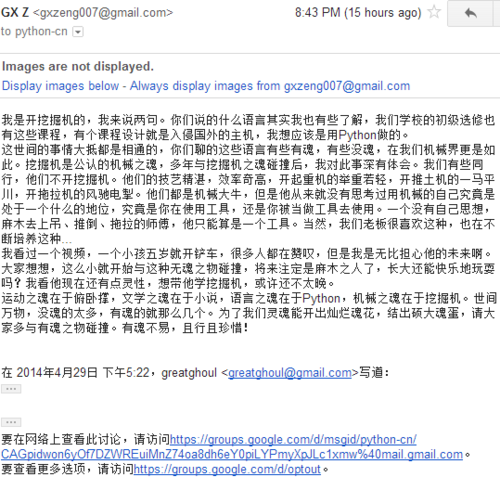 GX Z <gxzeng007@gmail.com> 8:43 PM (15 hours ago)
to python-cn
Images are not displayed.
Display images below - Always display images from gxzeng007@gmail.com
我是开挖掘机的，我来说两句。你们说的什么语言其实我也有些了解，我们学校的初级选修也
有这些课程，有个课程设计就是入侵国外的主机，我想应该是用Python做的。
这世间的事情大抵都是相通的，你们聊的这些语言有些有魂，有些没魂，在我们机械界更是如
此。挖掘机是公认的机械之魂，多年与挖掘机之魂碰撞后，我对此事深有体会。我们有些同
行，他们不开挖掘机。他们的技艺精湛，效率奇高，开起重机的举重若轻，开推土机的一马平
川，开拖拉机的风驰电掣。他们都是机械大牛，但是他从来就没有思考过用机械的自己究竟是
处于一个什么的地位，究竟是你在使用工具，还是你被当做工具去使用。一个没有自己思想，
麻木去上吊、推倒、拖拉的师傅，他只能算是一个工具。当然，我们老板很喜欢这种，也在不
断培养这种...
我看过一个视频，一个小孩五岁就开铲车，很多人都在赞叹，但是我是无比担心他的未来啊。
大家想想，这么小就开始与这种无魂之物碰撞，将来注定是麻木之人了，长大还能快乐地玩耍
吗？我看他现在还有点灵性，想带他学挖掘机，或许还不太晚。
运动之魂在于俯卧撑，文学之魂在于小说，语言之魂在于Python，机械之魂在于挖掘机。世间
万物，没魂的太多，有魂的就那么几个。为了我们灵魂能开出灿烂魂花，结出硕大魂蛋，请大
家多与有魂之物碰撞。有魂不易，且行且珍惜！
在 2014年4月29日 下午5:22，greatghoul <greatghoul@gmail.com>写道：
...
...
要在网络上查看此讨论，请访问https://groups.google.com/d/msgid/python-cn/
CAGpidwon6yOf7DZWREuiMnZ74oa8dh6eY0piLYPmyXpJLc1xmw%40mail.gmail.com。
要查看更多选项，请访问https://groups.google.com/d/optout。